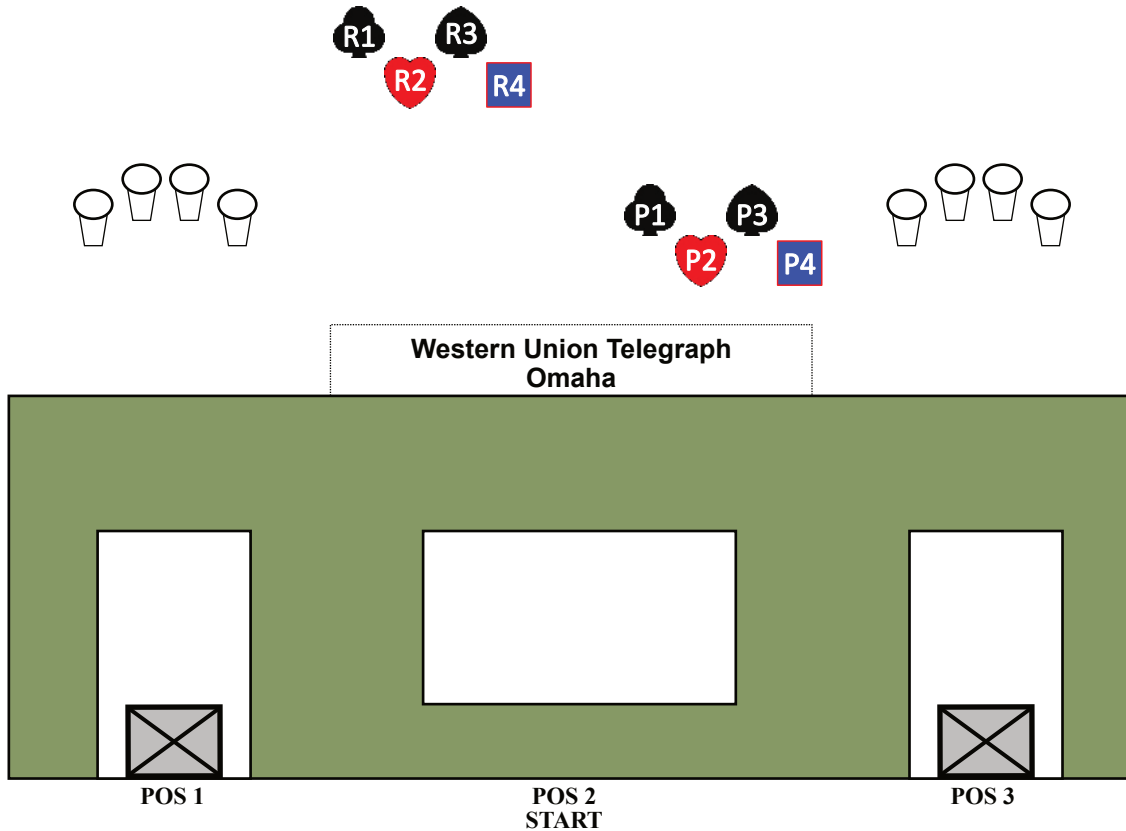 R1 R3
R2 R4
P1 P3
P2 P4
Western Union Telegraph
Omaha
POS 1 POS 2 POS 3
START